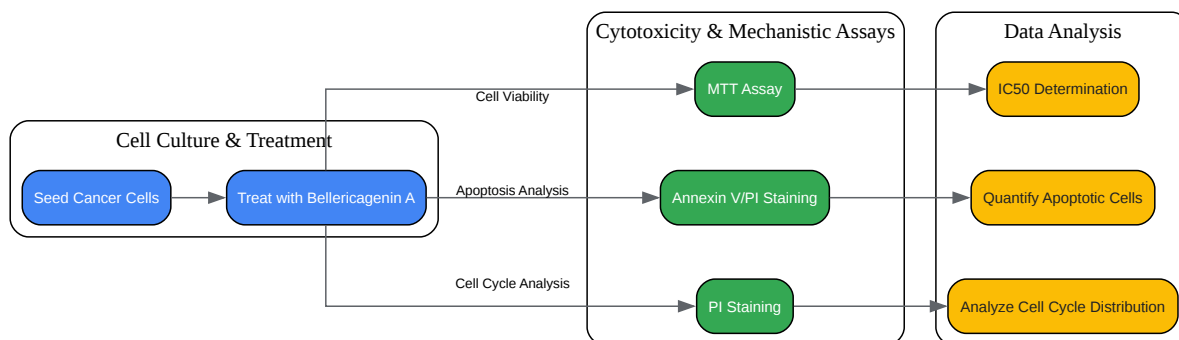 Cytotoxicity & Mechanistic Assays
Data Analysis
MTT Assay
IC50 Determination
Cell Viability
Cell Culture & Treatment
Seed Cancer Cells
Treat with Bellericagenin A
Apoptosis Analysis
Annexin V/PI Staining
Quantify Apoptotic Cells
Cell Cycle Analysis
PI Staining
Analyze Cell Cycle Distribution